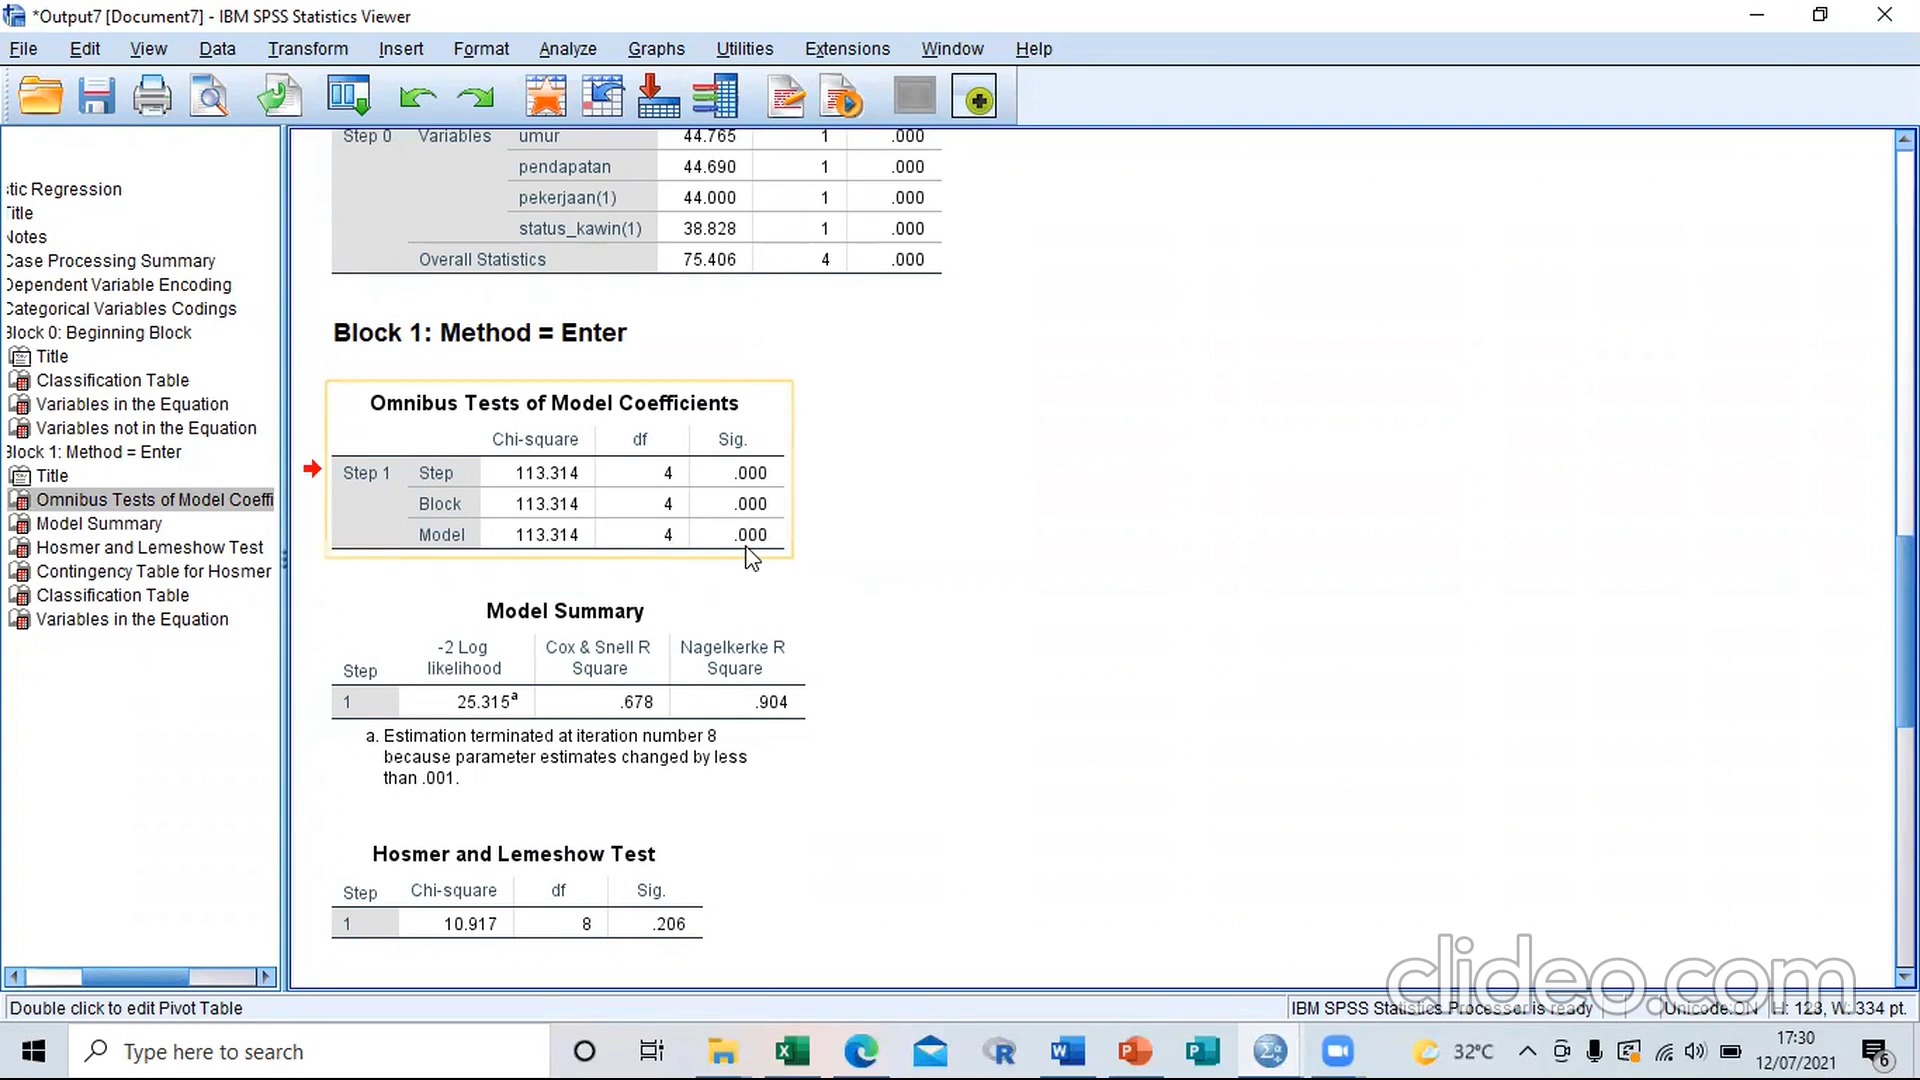 *Output7 [Document7] - IBM SPSS Statistics Viewer
File Edit View Data Transform Insert Format Analyze Graphs Utilities Extensions Window Help
stic Regression
Title
Notes
Case Processing Summary
Dependent Variable Encoding
Categorical Variables Codings
Block 0: Beginning Block
Title
Classification Table
Variables in the Equation
Variables not in the Equation
Block 1: Method = Enter
Title
Omnibus Tests of Model Coeffi
Model Summary
Hosmer and Lemeshow Test
Contingency Table for Hosmer
Classification Table
Variables in the Equation
Step 0 Variables umur 44.765 1 .000
pendapatan 44.690 1 .000
pekerjaan(1) 44.000 1 .000
status_kawin(1) 38.828 1 .000
Overall Statistics 75.406 4 .000
Block 1: Method = Enter
Omnibus Tests of Model Coefficients
Chi-square df Sig.
Step 1 Step 113.314 4 .000
Block 113.314 4 .000
Model 113.314 4 .000
Model Summary
Step -2 Log likelihood Cox & Snell R Square Nagelkerke R Square
1 25.315a .678 .904
a. Estimation terminated at iteration number 8
because parameter estimates changed by less
than .001.
Hosmer and Lemeshow Test
Step Chi-square df Sig.
1 10.917 8 .206
clideo.com
Double click to edit Pivot Table
IBM SPSS Statistics Processor is ready Unicode:ON H: 128, W: 334 pt.
Type here to search
32°C
17:30
12/07/2021
6